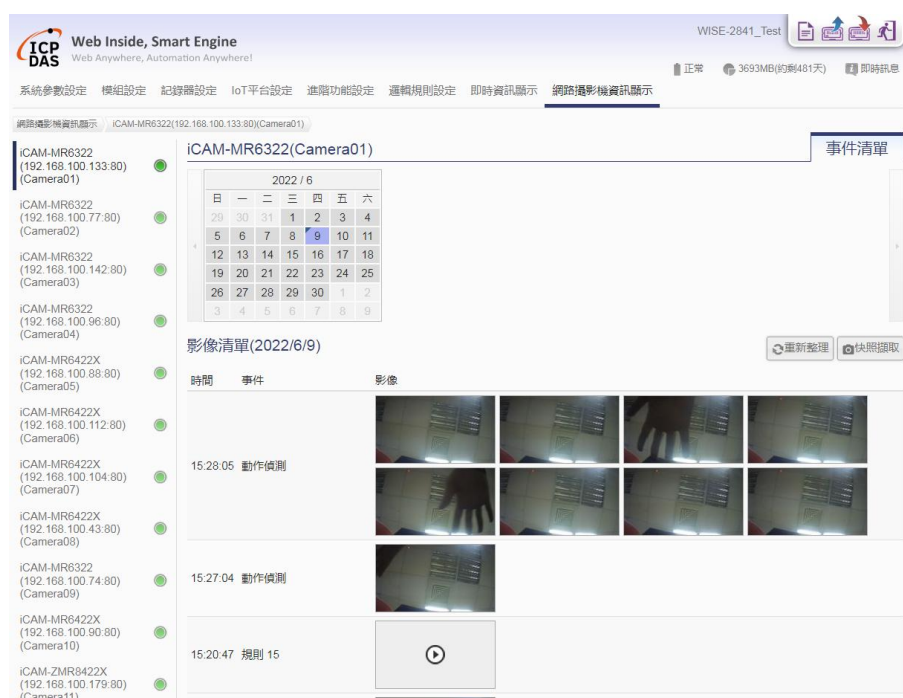 ICP
DAS
Web Inside, Smart Engine
Web Anywhere, Automation Anywhere!
WISE-2841_Test
正常
3693MB(約剩481天)
即時訊息
系統參數設定 模組設定 記錄器設定 IoT平台設定 進階功能設定 邏輯規則設定 即時資訊顯示 網路攝影機資訊顯示
網路攝影機資訊顯示 iCAM-MR6322(192.168.100.133:80)(Camera01)
iCAM-MR6322
(192.168.100.133:80)
(Camera01)
iCAM-MR6322
(192.168.100.77:80)
(Camera02)
iCAM-MR6322
(192.168.100.142:80)
(Camera03)
iCAM-MR6322
(192.168.100.96:80)
(Camera04)
iCAM-MR6422X
(192.168.100.88:80)
(Camera05)
iCAM-MR6422X
(192.168.100.112:80)
(Camera06)
iCAM-MR6422X
(192.168.100.104:80)
(Camera07)
iCAM-MR6422X
(192.168.100.43:80)
(Camera08)
iCAM-MR6322
(192.168.100.74:80)
(Camera09)
iCAM-MR6422X
(192.168.100.90:80)
(Camera10)
iCAM-ZMR8422X
(192.168.100.179:80)
(Camera11)
iCAM-MR6322(Camera01)
事件清單
2022 / 6
日 一 二 三 四 五 六
29 30 31 1 2 3 4
5 6 7 8 9 10 11
12 13 14 15 16 17 18
19 20 21 22 23 24 25
26 27 28 29 30 1 2
3 4 5 6 7 8 9
影像清單(2022/6/9)
重新整理
快照擷取
時間 事件 影像
15:28:05 動作偵測
15:27:04 動作偵測
15:20:47 規則 15